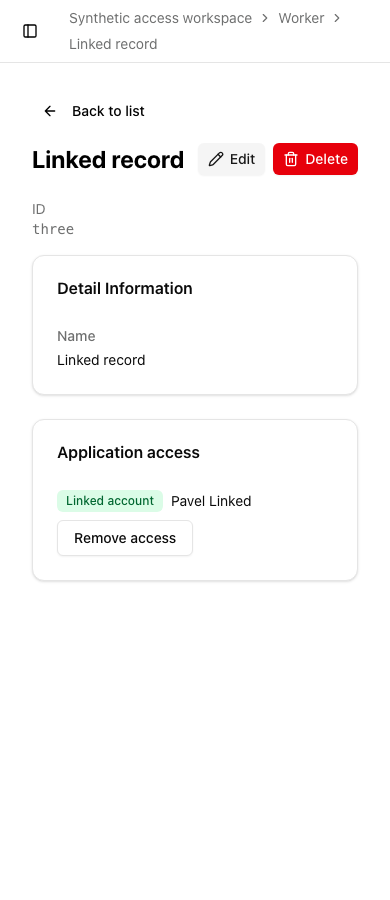 Synthetic access workspace > Worker >
Linked record
Back to list
Linked record
Edit
Delete
ID
three
Detail Information
Name
Linked record
Application access
Linked account
Pavel Linked
Remove access